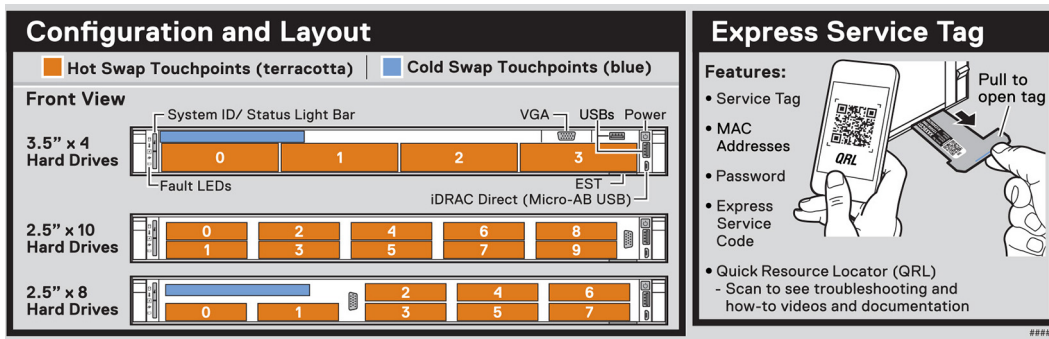 Configuration and Layout
Hot Swap Touchpoints (terracotta)
Cold Swap Touchpoints (blue)
Front View
System ID/ Status Light Bar
VGA
USBs
Power
3.5” x 4
Hard Drives
0
1
2
3
Fault LEDs
EST
iDRAC Direct (Micro-AB USB)
2.5” x 10
Hard Drives
0
2
4
6
8
1
3
5
7
9
2.5” x 8
Hard Drives
2
4
6
0
1
3
5
7
Express Service Tag
Features:
• Service Tag
• MAC
Addresses
• Password
• Express
Service
Code
• Quick Resource Locator (QRL)
- Scan to see troubleshooting and
how-to videos and documentation
QRL
Pull to
open tag
####